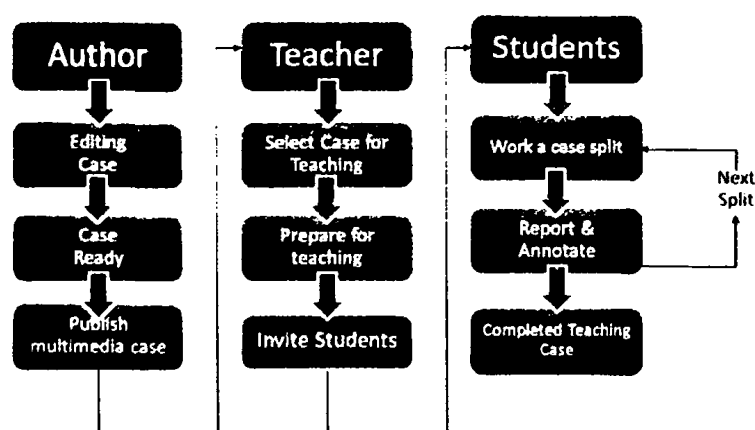 Author
Editing
Case
Case
Ready
Publish
multimedia case
Teacher
Select Case for
Teaching
Prepare for
teaching
Invite Students
Students
Work a case split
Report &
Annotate
Completed Teaching
Case
Next
Split